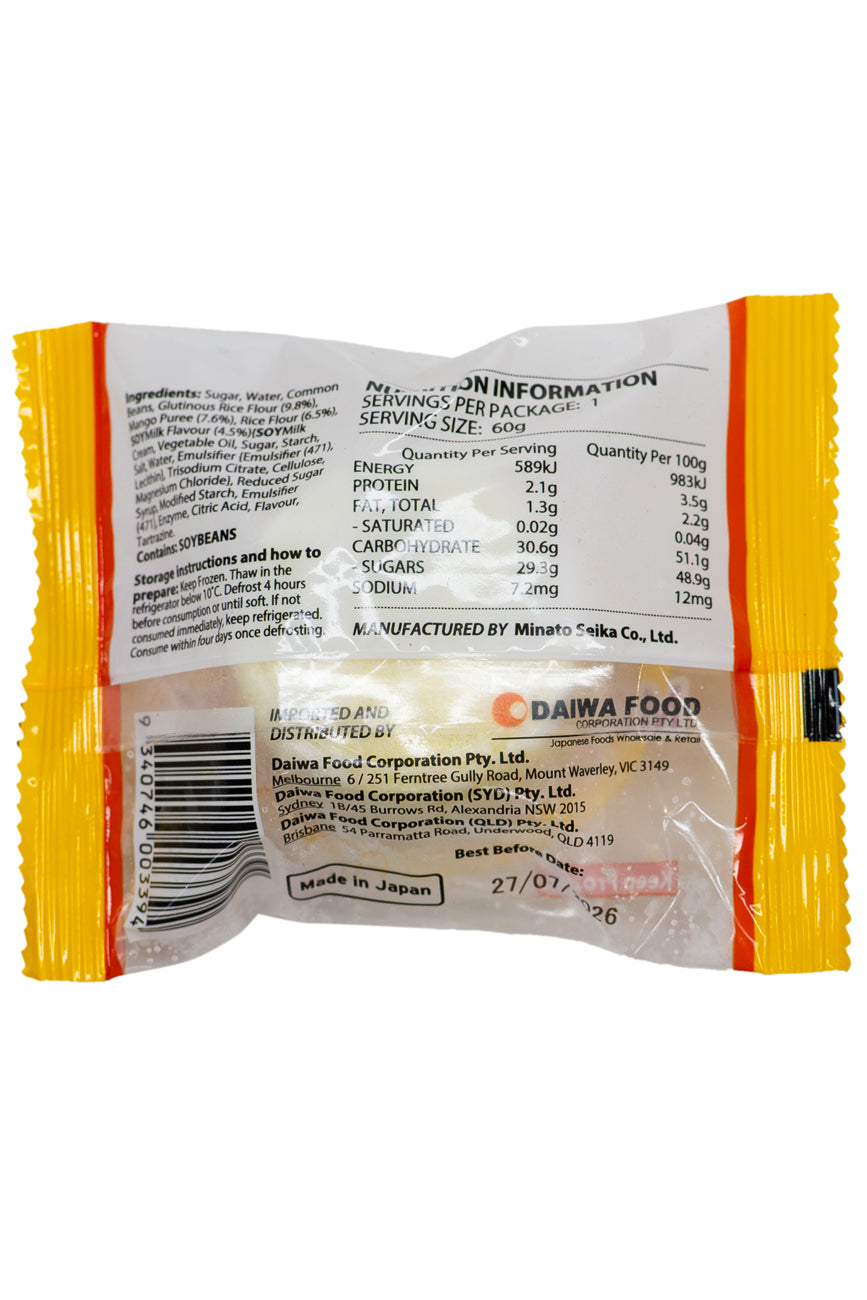 Ingredients: Sugar, Water, Common
Beans, Glutinous Rice Flour (9.8%),
Mango Puree (7.6%), Rice Flour (6.5%),
SOYMilk Flavour (4.5%){SOYMilk
Cream, Vegetable Oil, Sugar, Starch,
Salt, Water, Emulsifier {Emulsifier (471),
Lecithin}, Trisodium Citrate, Cellulose,
Magnesium Chloride}, Reduced Sugar
Syrup, Modified Starch, Emulsifier
(471), Enzyme, Citric Acid, Flavour,
Tartrazine.
Contains: SOYBEANS
Storage instructions and how to
prepare: Keep Frozen. Thaw in the
refrigerator below 10°C. Defrost 4 hours
before consumption or until soft. If not
consumed immediately, keep refrigerated.
Consume within four days once defrosting.
NUTRITION INFORMATION
SERVINGS PER PACKAGE: 1
SERVING SIZE: 60g
Quantity Per Serving Quantity Per 100g
ENERGY 589kJ 983kJ
PROTEIN 2.1g 3.5g
FAT, TOTAL 1.3g 2.2g
- SATURATED 0.02g 0.04g
CARBOHYDRATE 30.6g 51.1g
- SUGARS 29.3g 48.9g
SODIUM 7.2mg 12mg
MANUFACTURED BY Minato Seika Co., Ltd.
IMPORTED AND
DISTRIBUTED BY
DAIWA FOOD
CORPORATION PTY LTD
Japanese Foods Wholesale & Retail
Daiwa Food Corporation Pty. Ltd.
Melbourne 6 / 251 Ferntree Gully Road, Mount Waverley, VIC 3149
Daiwa Food Corporation (SYD) Pty. Ltd.
Sydney 1B/45 Burrows Rd, Alexandria NSW 2015
Daiwa Food Corporation (QLD) Pty. Ltd.
Brisbane 54 Parramatta Road, Underwood, QLD 4119
Best Before Date:
27/07/ 26
Made in Japan
9 340746 003394